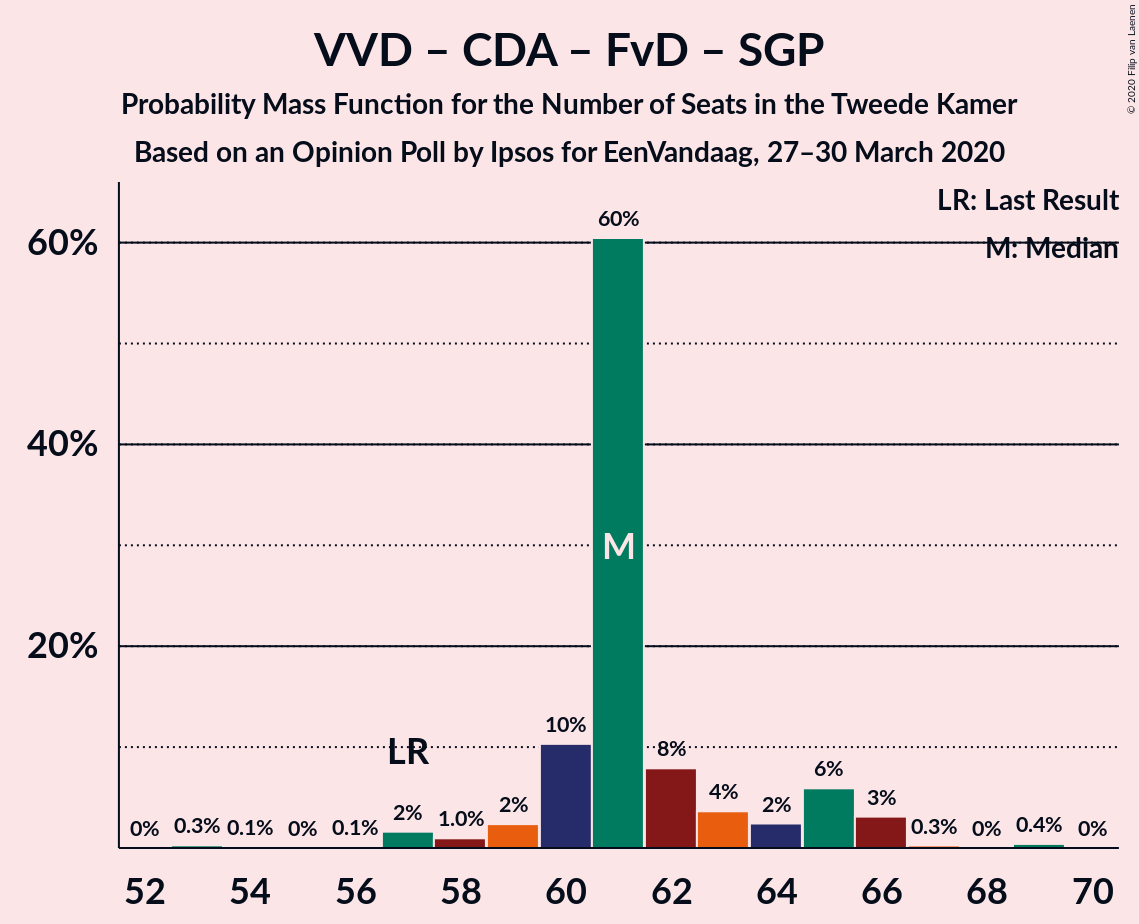 VVD – CDA – FvD – SGP
Probability Mass Function for the Number of Seats in the Tweede Kamer
Based on an Opinion Poll by Ipsos for EenVandaag, 27–30 March 2020
© 2020 Filip van Laenen
LR: Last Result
M: Median
60%
40%
20%
0% 0.3% 0.1% 0% 0.1% 2% 1.0% 2% 10% 60% 8% 4% 2% 6% 3% 0.3% 0% 0.4% 0%
LR
M
52 54 56 58 60 62 64 66 68 70